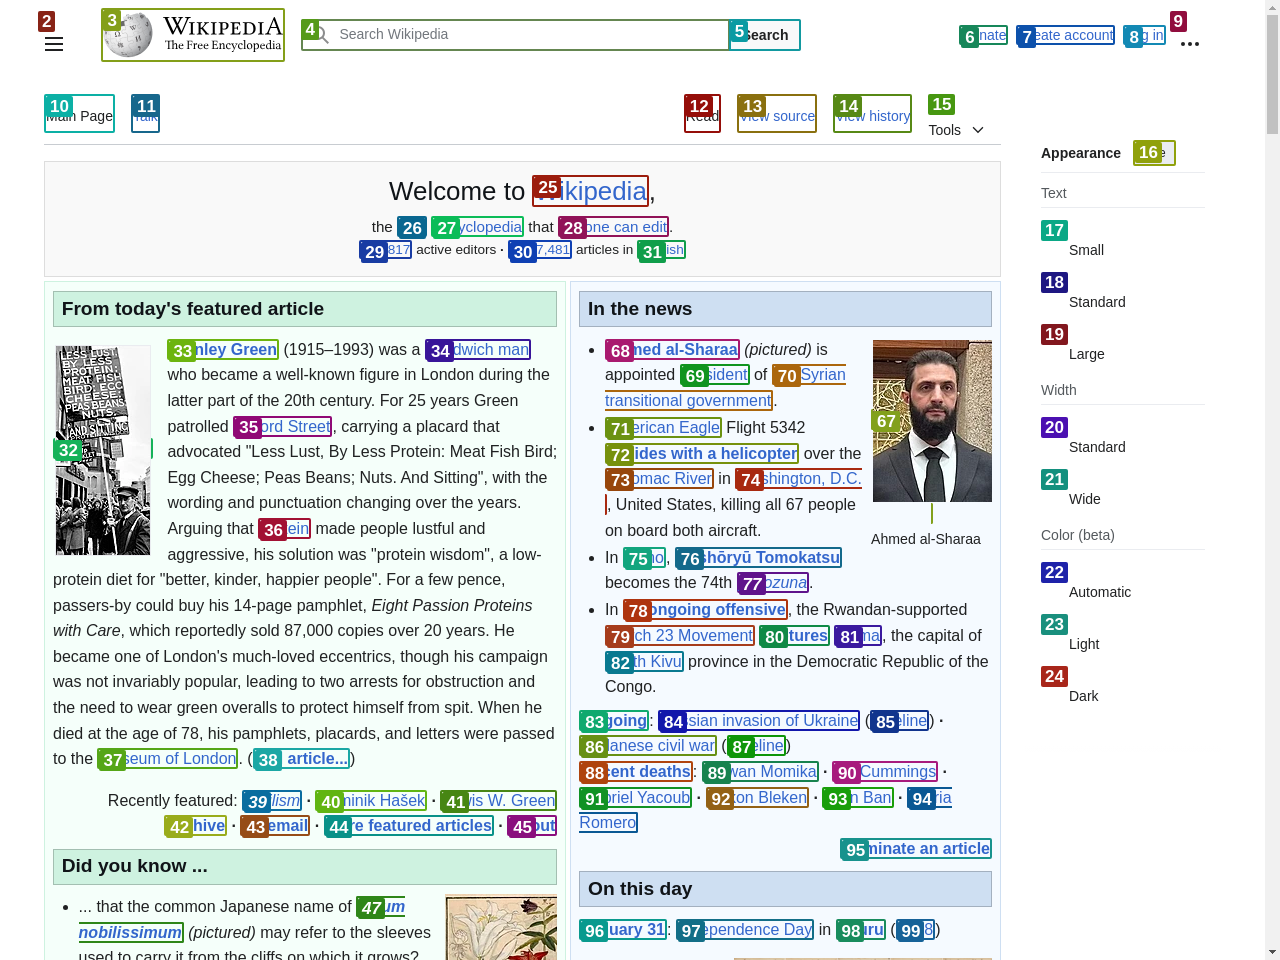 2
3
WIKIPEDIA
The Free Encyclopedia
4
Search Wikipedia
5
earch
6
nate
7
eate account
8
g in
9
10
Main Page
11
Talk
12
Read
13
View source
14
View history
15
Tools
Appearance
16
Text
17
Small
18
Standard
19
Large
Width
20
Standard
21
Wide
Color (beta)
22
Automatic
23
Light
24
Dark
Welcome to 25 ikipedia,
the 26 27 yclopedia that 28 one can edit.
29 817 active editors · 30 7,481 articles in 31 ish
From today's featured article
32
LESS LUST
BY LESS
PROTEIN:
MEAT FISH
BIRD; EGG
CHEESE;
PEAS BEANS
NUTS.
AND SITTING
33 nley Green (1915–1993) was a 34 dwich man
who became a well-known figure in London during the
latter part of the 20th century. For 25 years Green
patrolled 35 ord Street, carrying a placard that
advocated "Less Lust, By Less Protein: Meat Fish Bird;
Egg Cheese; Peas Beans; Nuts. And Sitting", with the
wording and punctuation changing over the years.
Arguing that 36 ein made people lustful and
aggressive, his solution was "protein wisdom", a low-
protein diet for "better, kinder, happier people". For a few pence,
passers-by could buy his 14-page pamphlet, Eight Passion Proteins
with Care, which reportedly sold 87,000 copies over 20 years. He
became one of London's much-loved eccentrics, though his campaign
was not invariably popular, leading to two arrests for obstruction and
the need to wear green overalls to protect himself from spit. When he
died at the age of 78, his pamphlets, placards, and letters were passed
to the 37 seum of London. (38 article...)
Recently featured: 39 lism · 40 ninik Hašek · 41 is W. Green
42 hive · 43 email · 44 re featured articles · 45 out
Did you know ...
... that the common Japanese name of 47 um
nobilissimum (pictured) may refer to the sleeves
used to carry it from the cliffs on which it grows?
In the news
68 med al-Sharaa (pictured) is
appointed 69 sident of 70 Syrian
transitional government.
67
Ahmed al-Sharaa
71 erican Eagle Flight 5342
72 ides with a helicopter over the
73 omac River in 74 shington, D.C.
, United States, killing all 67 people
on board both aircraft.
In 75 no, 76 shōryū Tomokatsu
becomes the 74th 77 ozuna.
In 78 ongoing offensive, the Rwandan-supported
79 ch 23 Movement 80 tures 81 ma, the capital of
82 th Kivu province in the Democratic Republic of the
Congo.
83 going: 84 sian invasion of Ukraine (85 eline) ·
86 anese civil war (87 eline)
88 cent deaths: 89 wan Momika · 90 Cummings ·
91 riel Yacoub · 92 ton Bleken · 93 n Ban · 94 ria
Romero
95 minate an article
On this day
96 uary 31: 97 ependence Day in 98 uru (99 8)